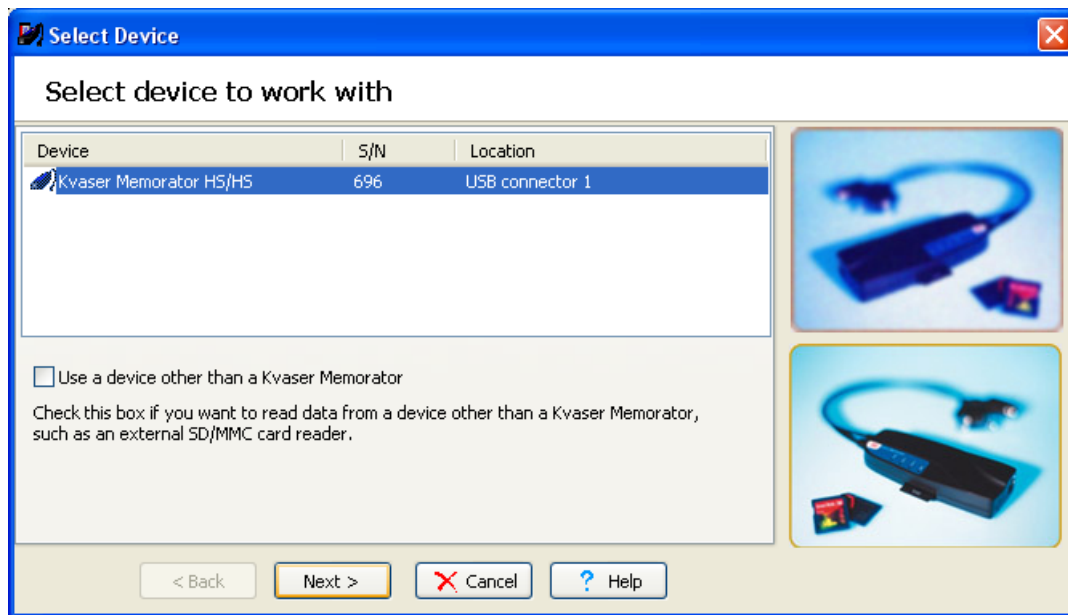 Select Device
Select device to work with
Device S/N Location
Kvaser Memorator HS/HS 696 USB connector 1
Use a device other than a Kvaser Memorator
Check this box if you want to read data from a device other than a Kvaser Memorator,
such as an external SD/MMC card reader.
< Back Next > Cancel ? Help